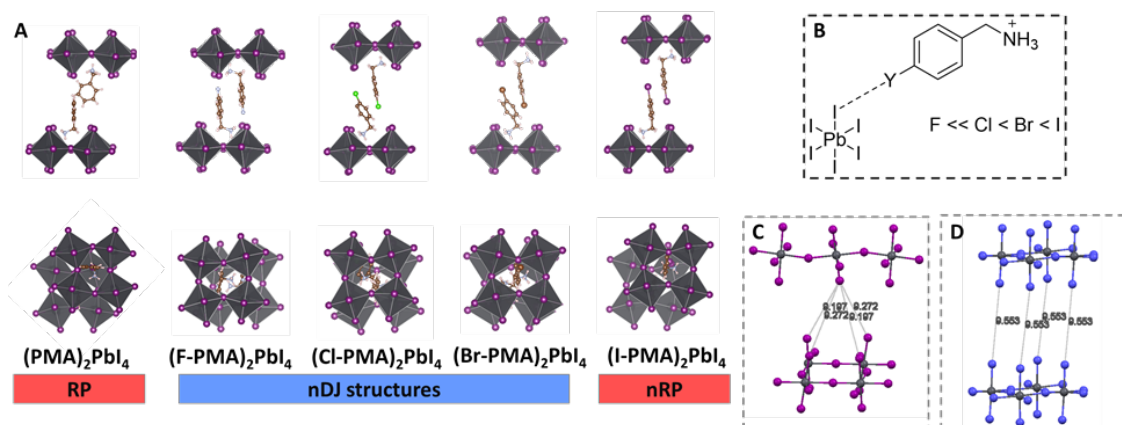 A
(PMA)₂PbI₄
(F-PMA)₂PbI₄
(Cl-PMA)₂PbI₄
(Br-PMA)₂PbI₄
(I-PMA)₂PbI₄
RP
nDJ structures
nRP
B
NH₃⁺
Y
I
I I
Pb
I I
I
F << Cl < Br < I
C
9.197 9.272
9.272 9.197
D
9.553 9.553 9.553 9.553